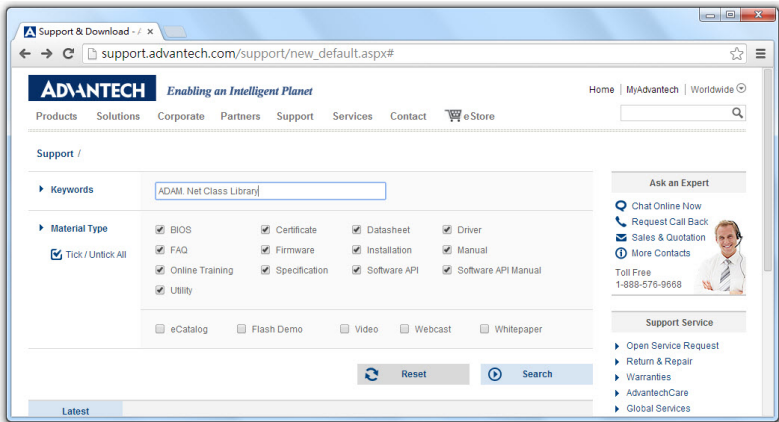 Support & Download - A
support.advantech.com/support/new_default.aspx#
ADVANTECH Enabling an Intelligent Planet
Home | MyAdvantech | Worldwide
Products Solutions Corporate Partners Support Services Contact eStore
Support /
Keywords ADAM. Net Class Library
Material Type
Tick / Untick All
BIOS Certificate Datasheet Driver
FAQ Firmware Installation Manual
Online Training Specification Software API Software API Manual
Utility
eCatalog Flash Demo Video Webcast Whitepaper
Reset Search
Latest
Ask an Expert
Chat Online Now
Request Call Back
Sales & Quotation
More Contacts
Toll Free
1-888-576-9668
Support Service
Open Service Request
Return & Repair
Warranties
AdvantechCare
Global Services